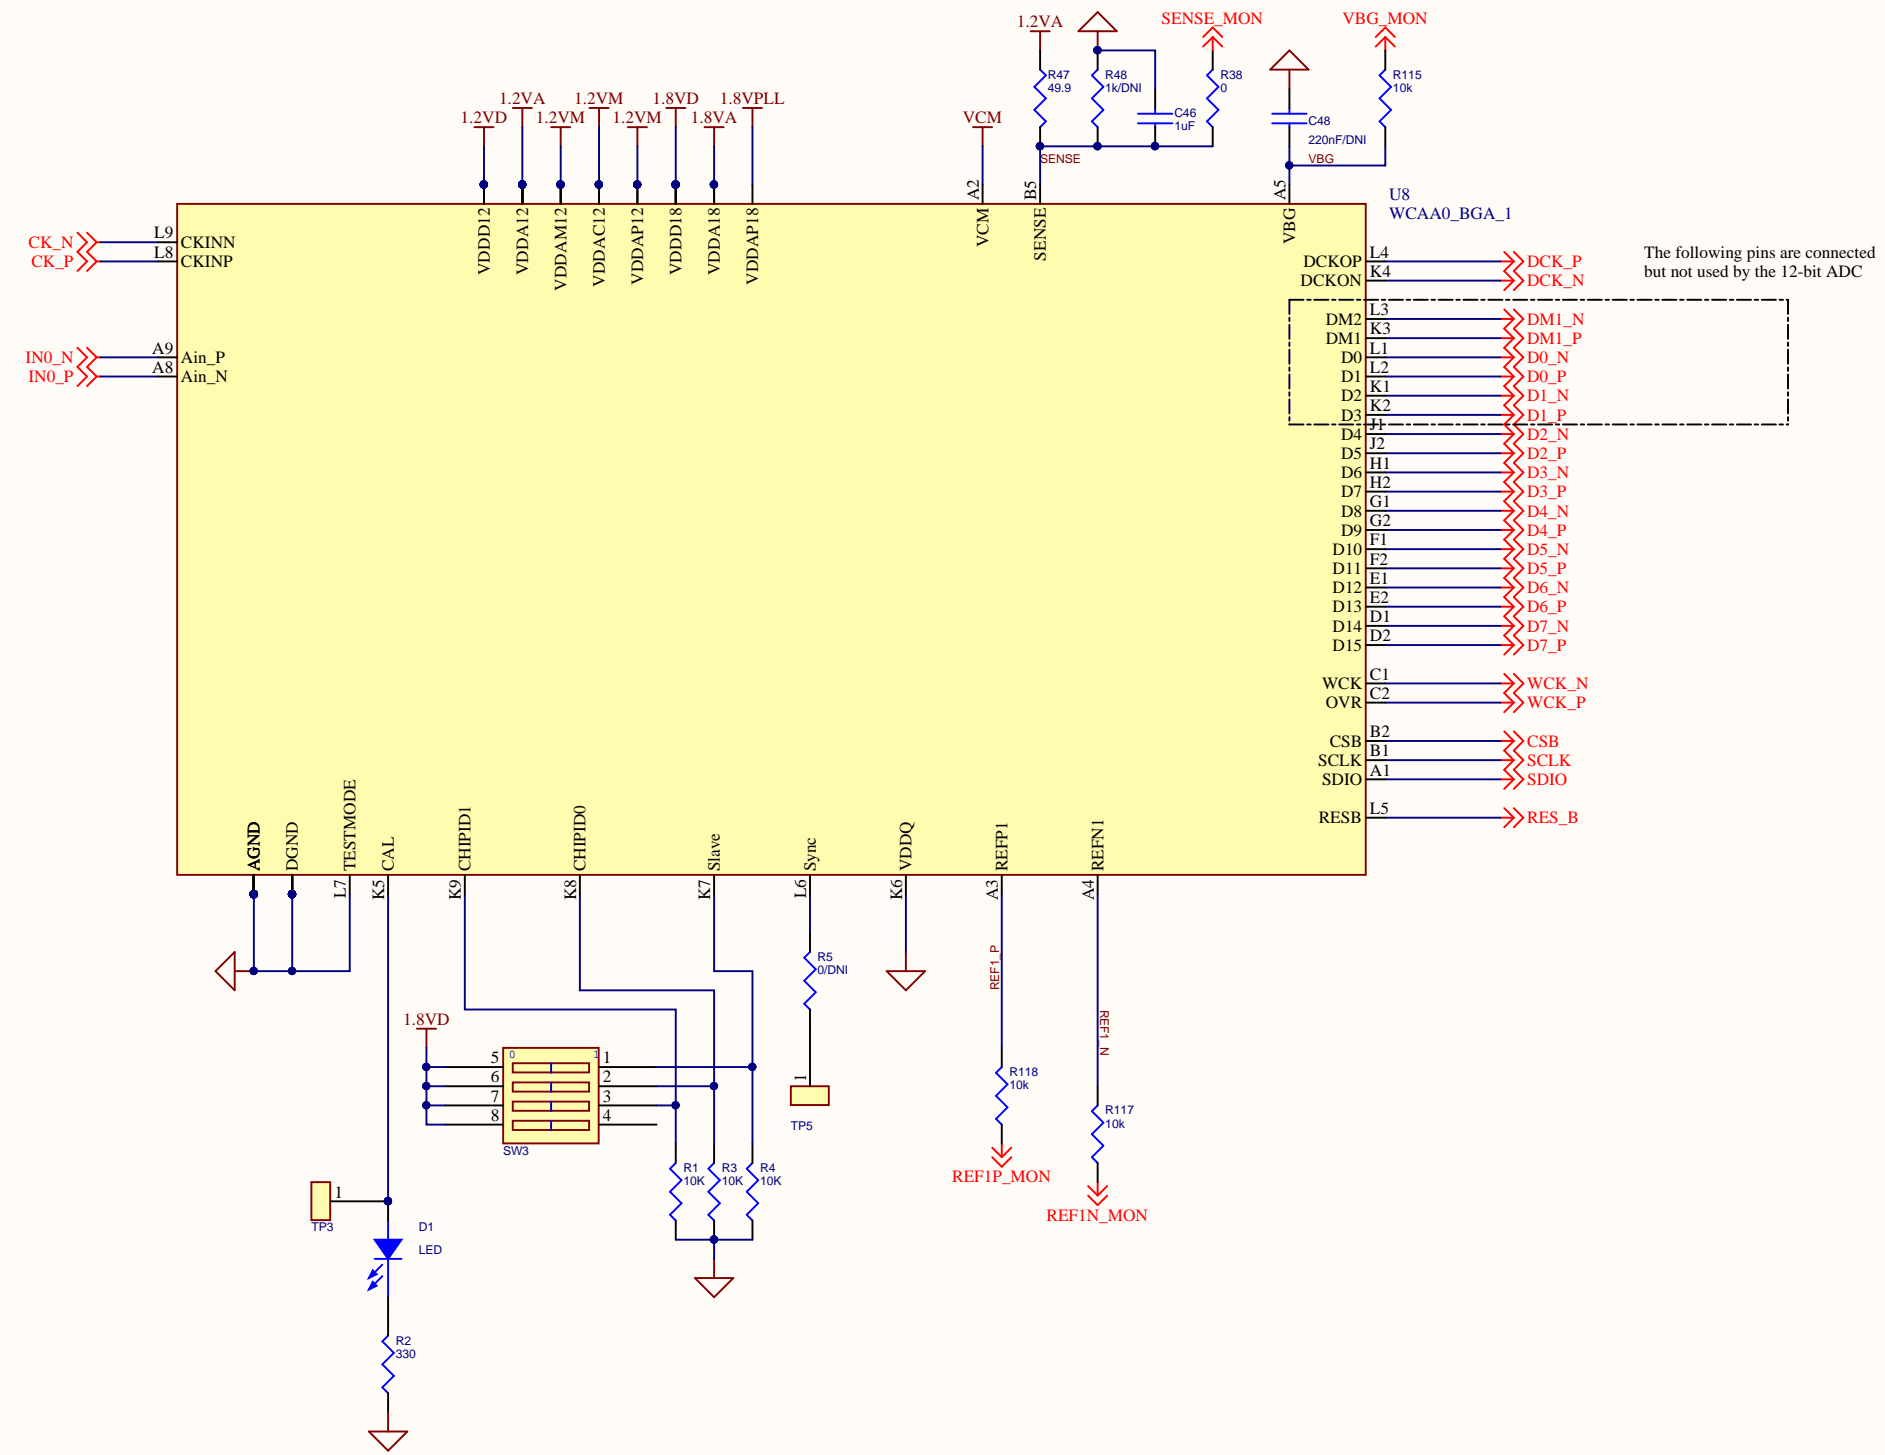 1.2VA
SENSE_MON
VBG_MON
R47
49.9
R48
1k/DNI
R38
0
R115
10k
C46
1uF
C48
220nF/DNI
SENSE
VBG
1.2VD
1.2VA
1.2VM
1.2VM
1.2VM
1.8VD
1.8VA
1.8VPLL
VCM
A2
B5
A5
U8
WCAA0_BGA_1
VDDD12
VDDA12
VDDAM12
VDDAC12
VDDAP12
VDDD18
VDDA18
VDDAP18
VCM
SENSE
VBG
The following pins are connected
but not used by the 12-bit ADC
CK_N L9 CKINN
CK_P L8 CKINP
IN0_N A9 Ain_P
IN0_P A8 Ain_N
DCKOP L4 DCK_P
DCKON K4 DCK_N
DM2 L3 DM1_N
DM1 K3 DM1_P
D0 L1 D0_N
D1 L2 D0_P
D2 K1 D1_N
D3 K2 D1_P
D4 J1 D2_N
D5 J2 D2_P
D6 H1 D3_N
D7 H2 D3_P
D8 G1 D4_N
D9 G2 D4_P
D10 F1 D5_N
D11 F2 D5_P
D12 E1 D6_N
D13 E2 D6_P
D14 D1 D7_N
D15 D2 D7_P
WCK C1 WCK_N
OVR C2 WCK_P
CSB B2 CSB
SCLK B1 SCLK
SDIO A1 SDIO
RESB L5 RES_B
AGND
DGND
TESTMODE
CAL
CHIPID1
CHIPID0
Slave
Sync
VDDQ
REFP1
REFN1
L7
K5
K9
K8
K7
L6
K6
A3
A4
R5
0/DNI
REF1_P
REF1_N
1.8VD
0 1
5 1
6 2
7 3
8 4
SW3
1
TP5
R118
10k
R117
10k
REF1P_MON
REF1N_MON
R1
10K
R3
10K
R4
10K
1
TP3
D1
LED
R2
330